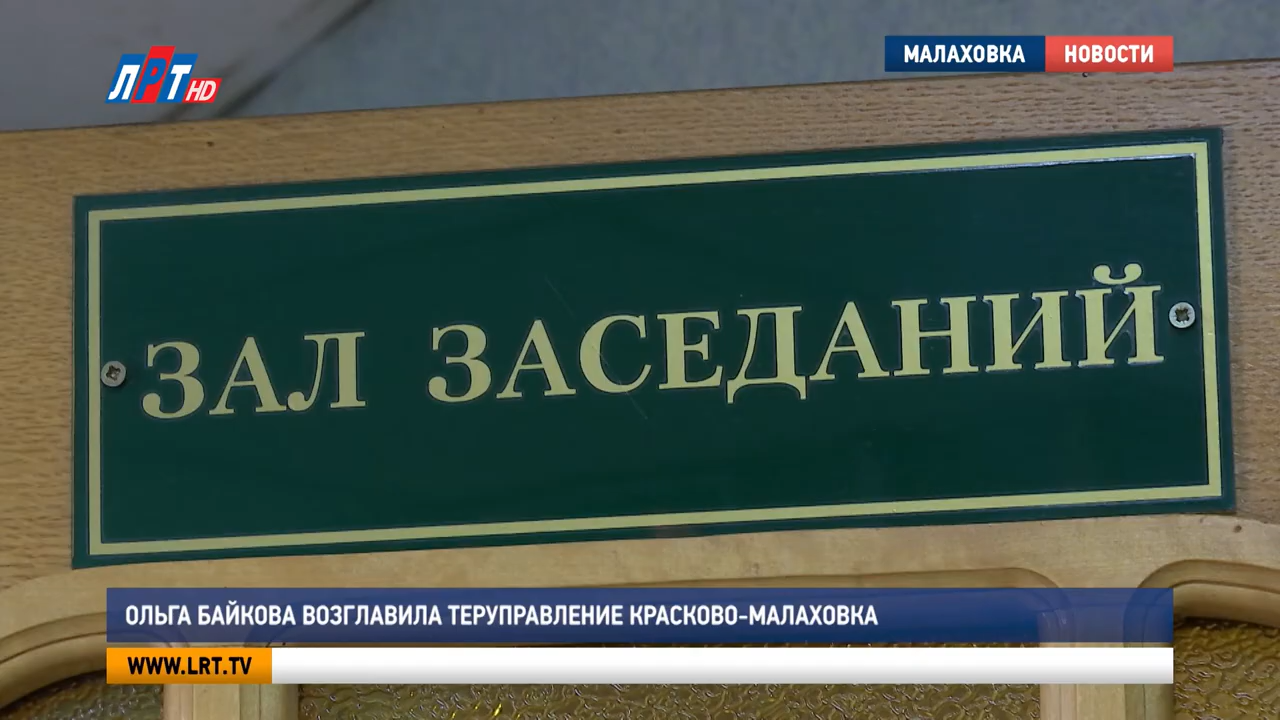 ЛРТ HD
МАЛАХОВКА НОВОСТИ
ЗАЛ ЗАСЕДАНИЙ
ОЛЬГА БАЙКОВА ВОЗГЛАВИЛА ТЕРУПРАВЛЕНИЕ КРАСКОВО-МАЛАХОВКА
WWW.LRT.TV